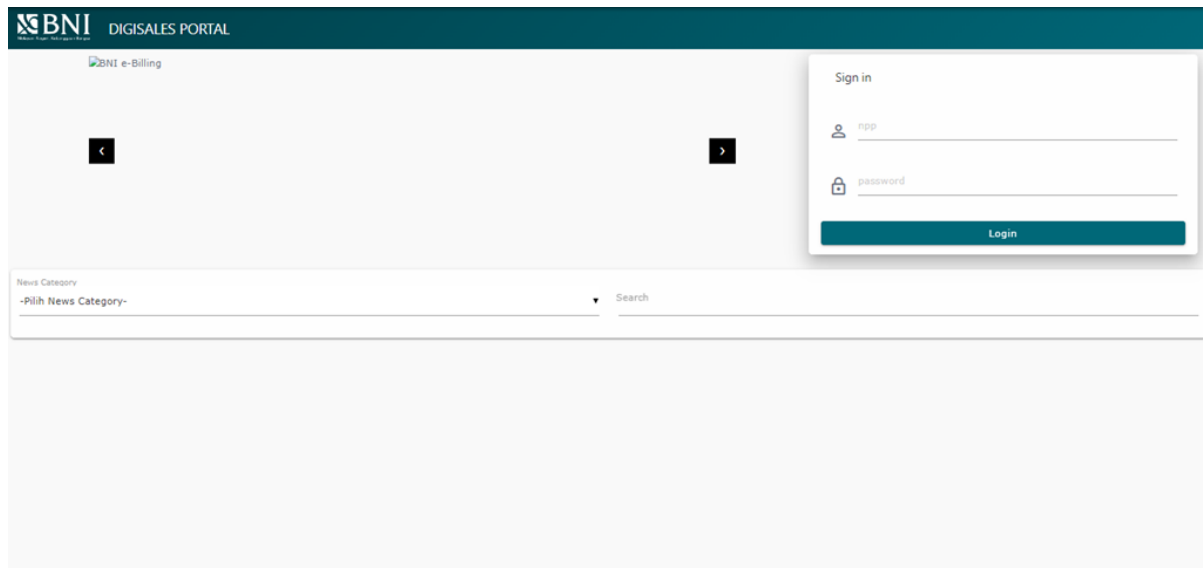 BNI DIGISALES PORTAL
BNI e-Billing
Sign in
npp
password
Login
News Category
-Pilih News Category-
Search